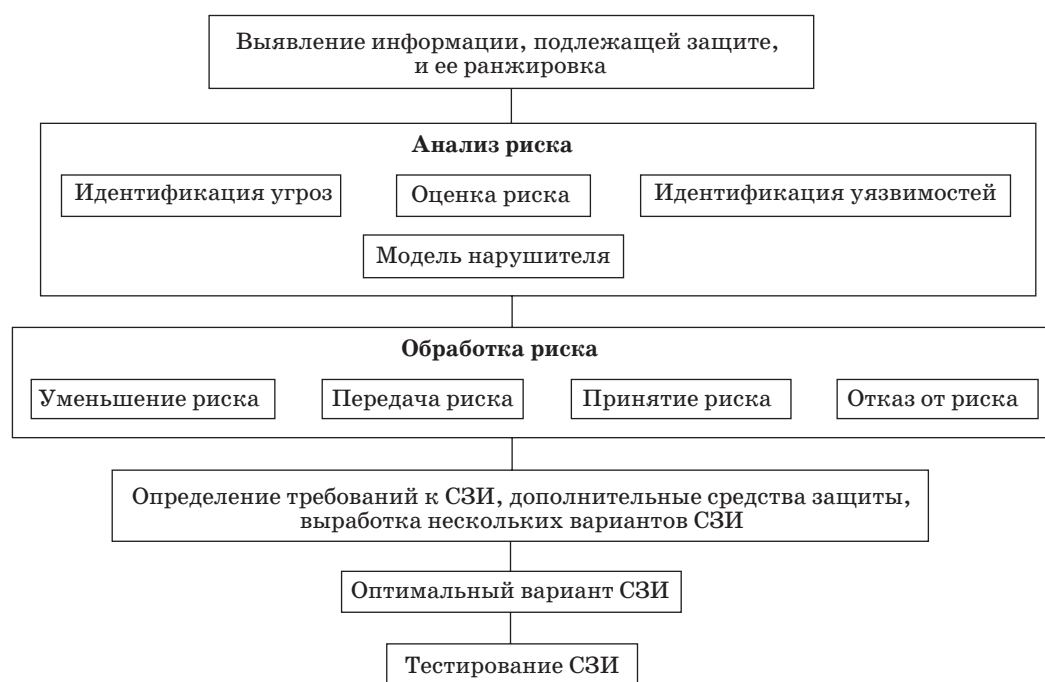 Выявление информации, подлежащей защите,
и ее ранжировка
Анализ риска
Идентификация угроз
Оценка риска
Идентификация уязвимостей
Модель нарушителя
Обработка риска
Уменьшение риска
Передача риска
Принятие риска
Отказ от риска
Определение требований к СЗИ, дополнительные средства защиты,
выработка нескольких вариантов СЗИ
Оптимальный вариант СЗИ
Тестирование СЗИ